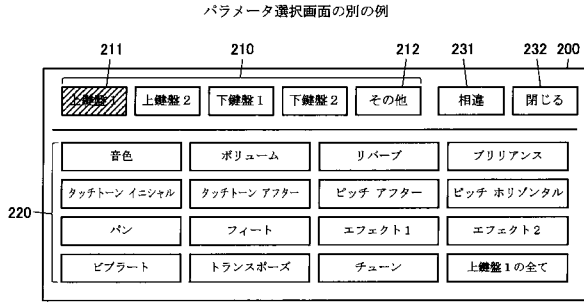 パラメータ選択画面の別の例
211 210 212 231 232 200
上鍵盤1 上鍵盤2 下鍵盤1 下鍵盤2 その他 相違 閉じる
音色 ボリューム リバーブ ブリリアンス
タッチトーン イニシャル タッチトーン アフター ピッチ アフター ピッチ ホリゾンタル
220
パン フィート エフェクト1 エフェクト2
ビブラート トランスポーズ チューン 上鍵盤1の全て